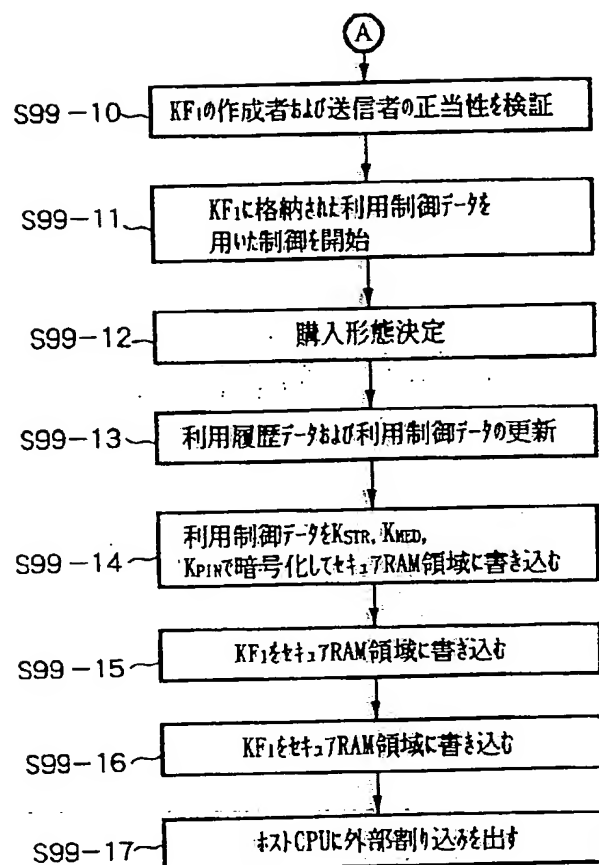 A
S99-10
KF1の作成者および送信者の正当性を検証
S99-11
KF1に格納された利用制御データを
用いた制御を開始
S99-12
購入形態決定
S99-13
利用履歴データおよび利用制御データの更新
S99-14
利用制御データをKSTR, KMED,
KPINで暗号化してセキュアRAM領域に書き込む
S99-15
KF1をセキュアRAM領域に書き込む
S99-16
KF1をセキュアRAM領域に書き込む
S99-17
ホストCPUに外部割り込みを出す